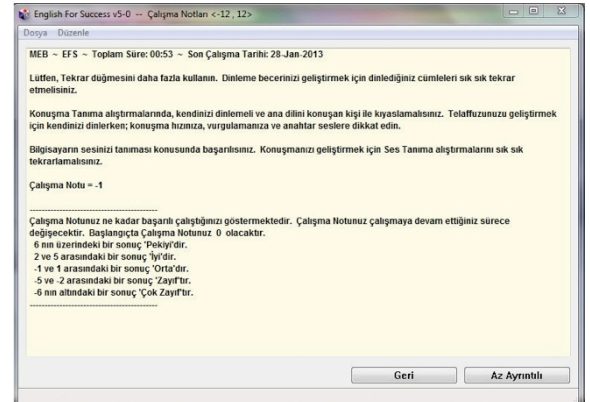 English For Success v5-0 -- Çalışma Notları <-12 , 12>
Dosya Düzenle
MEB ~ EFS ~ Toplam Süre: 00:53 ~ Son Çalışma Tarihi: 28-Jan-2013
Lütfen, Tekrar düğmesini daha fazla kullanın. Dinleme becerinizi geliştirmek için dinlediğiniz cümleleri sık sık tekrar
etmelisiniz.
Konuşma Tanıma alıştırmalarında, kendinizi dinlemeli ve ana dilini konuşan kişi ile kıyaslamalısınız. Telaffuzunuzu geliştirmek
için kendinizi dinlerken; konuşma hızınıza, vurgulamanıza ve anahtar seslere dikkat edin.
Bilgisayarın sesinizi tanıması konusunda başarılısınız. Konuşmanızı geliştirmek için Ses Tanıma alıştırmalarını sık sık
tekrarlamalısınız.
Çalışma Notu = -1
--------------------------------------------
Çalışma Notunuz ne kadar başarılı çalıştığınızı göstermektedir. Çalışma Notunuz çalışmaya devam ettiğiniz sürece
değişecektir. Başlangıçta Çalışma Notunuz 0 olacaktır.
6 nın üzerindeki bir sonuç 'Pekiyi'dir.
2 ve 5 arasındaki bir sonuç 'İyi'dir.
-1 ve 1 arasındaki bir sonuç 'Orta'dır.
-5 ve -2 arasındaki bir sonuç 'Zayıf'tır.
-6 nın altındaki bir sonuç 'Çok Zayıf'tır.
--------------------------------------------
Geri
Az Ayrıntılı